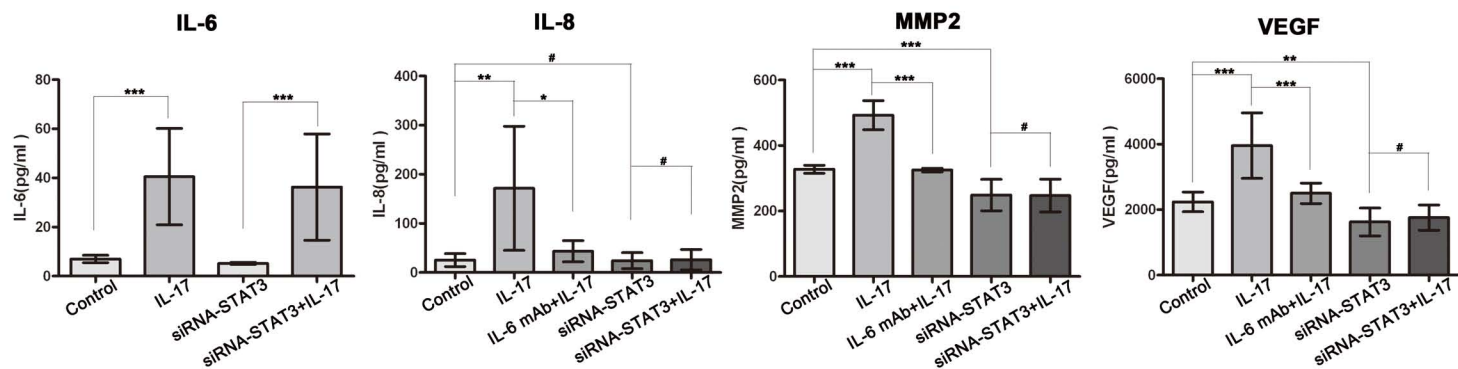 IL-6
IL-6(pg/ml )
80
60
40
20
0
***
***
Control
IL-17
siRNA-STAT3
siRNA-STAT3+IL-17
IL-8
IL-8(pg/ml )
400
300
200
100
0
#
**
*
#
Control
IL-17
IL-6 mAb+IL-17
siRNA-STAT3
siRNA-STAT3+IL-17
MMP2
MMP2(pg/ml )
600
400
200
0
***
***
***
#
Control
IL-17
IL-6 mAb+IL-17
siRNA-STAT3
siRNA-STAT3+IL-17
VEGF
VEGF(pg/ml )
6000
4000
2000
0
**
***
***
#
Control
IL-17
IL-6 mAb+IL-17
siRNA-STAT3
siRNA-STAT3+IL-17